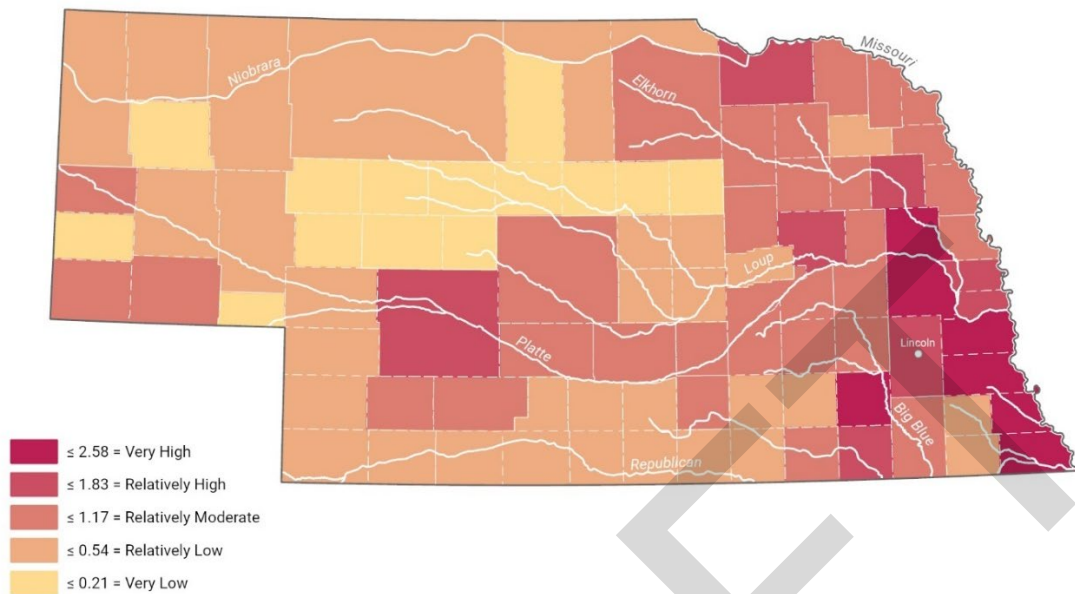 Missouri
Niobrara
Elkhorn
Loup
Platte
Lincoln
Big Blue
Republican
≤ 2.58 = Very High
≤ 1.83 = Relatively High
≤ 1.17 = Relatively Moderate
≤ 0.54 = Relatively Low
≤ 0.21 = Very Low